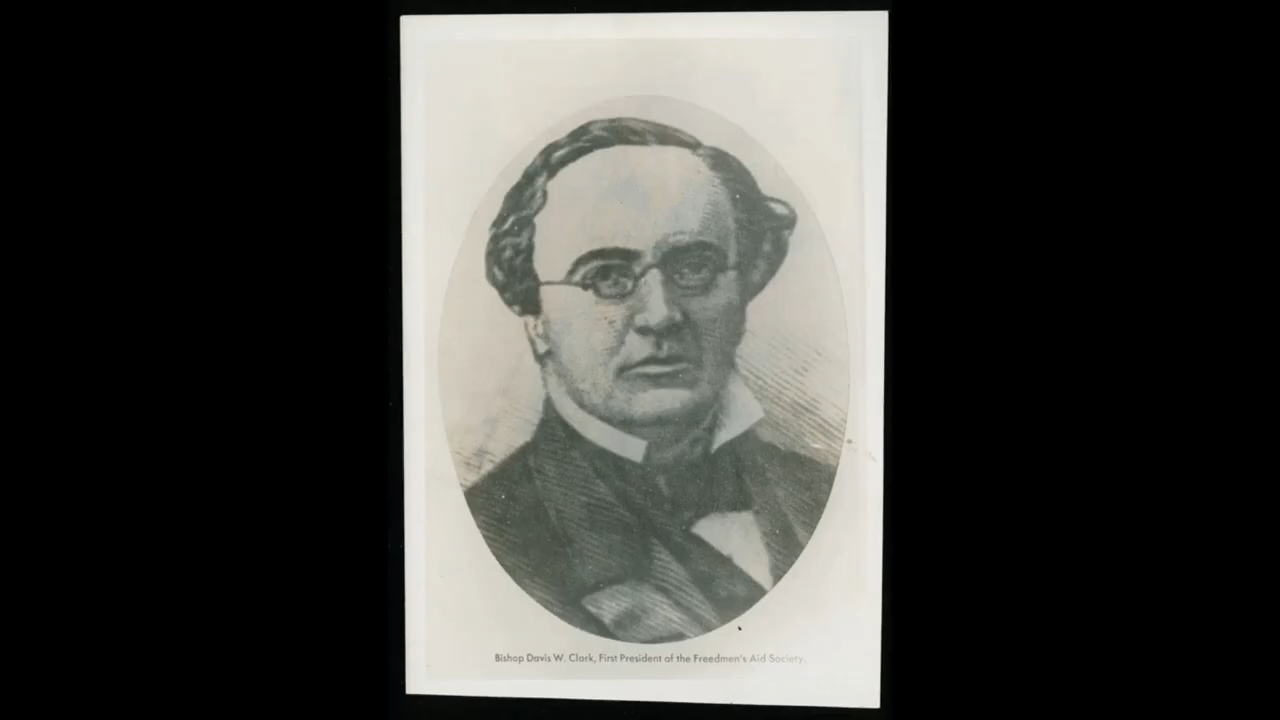 Bishop Davis W. Clark, First President of the Freedmen's Aid Society.